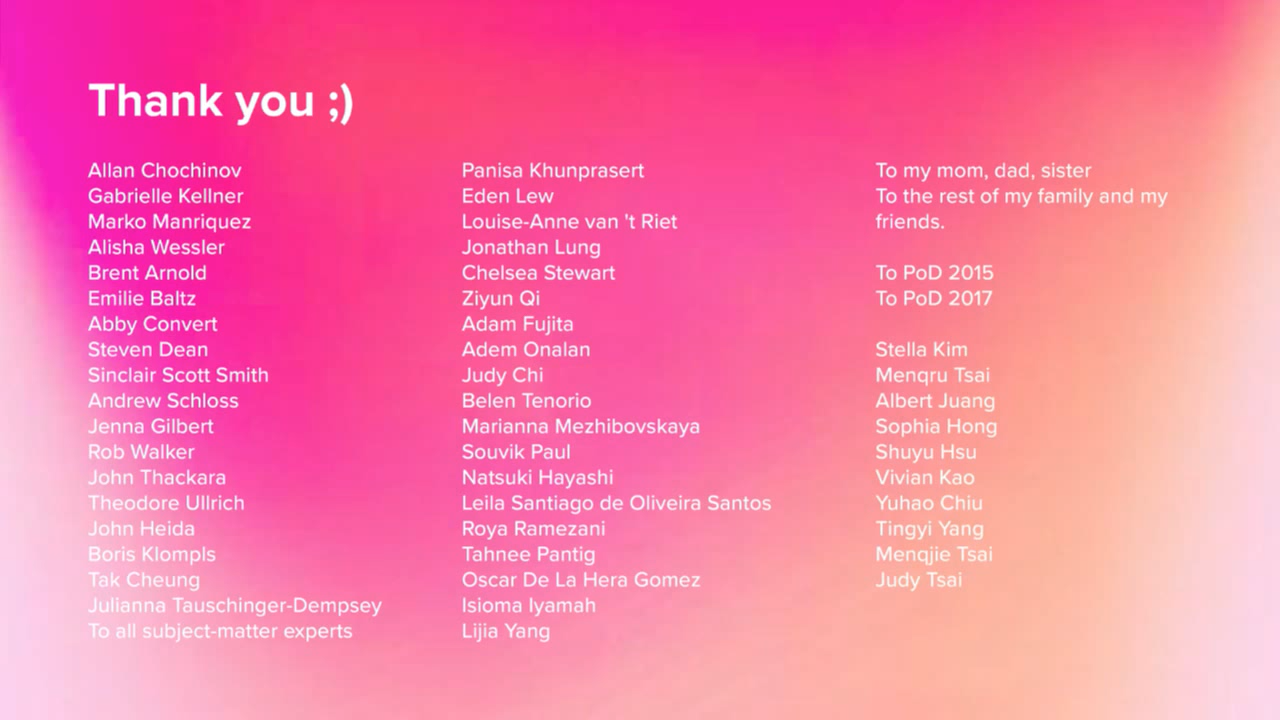 Thank you ;)
Allan Chochinov
Gabrielle Kellner
Marko Manriquez
Alisha Wessler
Brent Arnold
Emilie Baltz
Abby Convert
Steven Dean
Sinclair Scott Smith
Andrew Schloss
Jenna Gilbert
Rob Walker
John Thackara
Theodore Ullrich
John Heida
Boris Klompls
Tak Cheung
Julianna Tauschinger-Dempsey
To all subject-matter experts
Panisa Khunprasert
Eden Lew
Louise-Anne van 't Riet
Jonathan Lung
Chelsea Stewart
Ziyun Qi
Adam Fujita
Adem Onalan
Judy Chi
Belen Tenorio
Marianna Mezhibovskaya
Souvik Paul
Natsuki Hayashi
Leila Santiago de Oliveira Santos
Roya Ramezani
Tahnee Pantig
Oscar De La Hera Gomez
Isioma Iyamah
Lijia Yang
To my mom, dad, sister
To the rest of my family and my
friends.
To PoD 2015
To PoD 2017
Stella Kim
Menqru Tsai
Albert Juang
Sophia Hong
Shuyu Hsu
Vivian Kao
Yuhao Chiu
Tingyi Yang
Menqjie Tsai
Judy Tsai